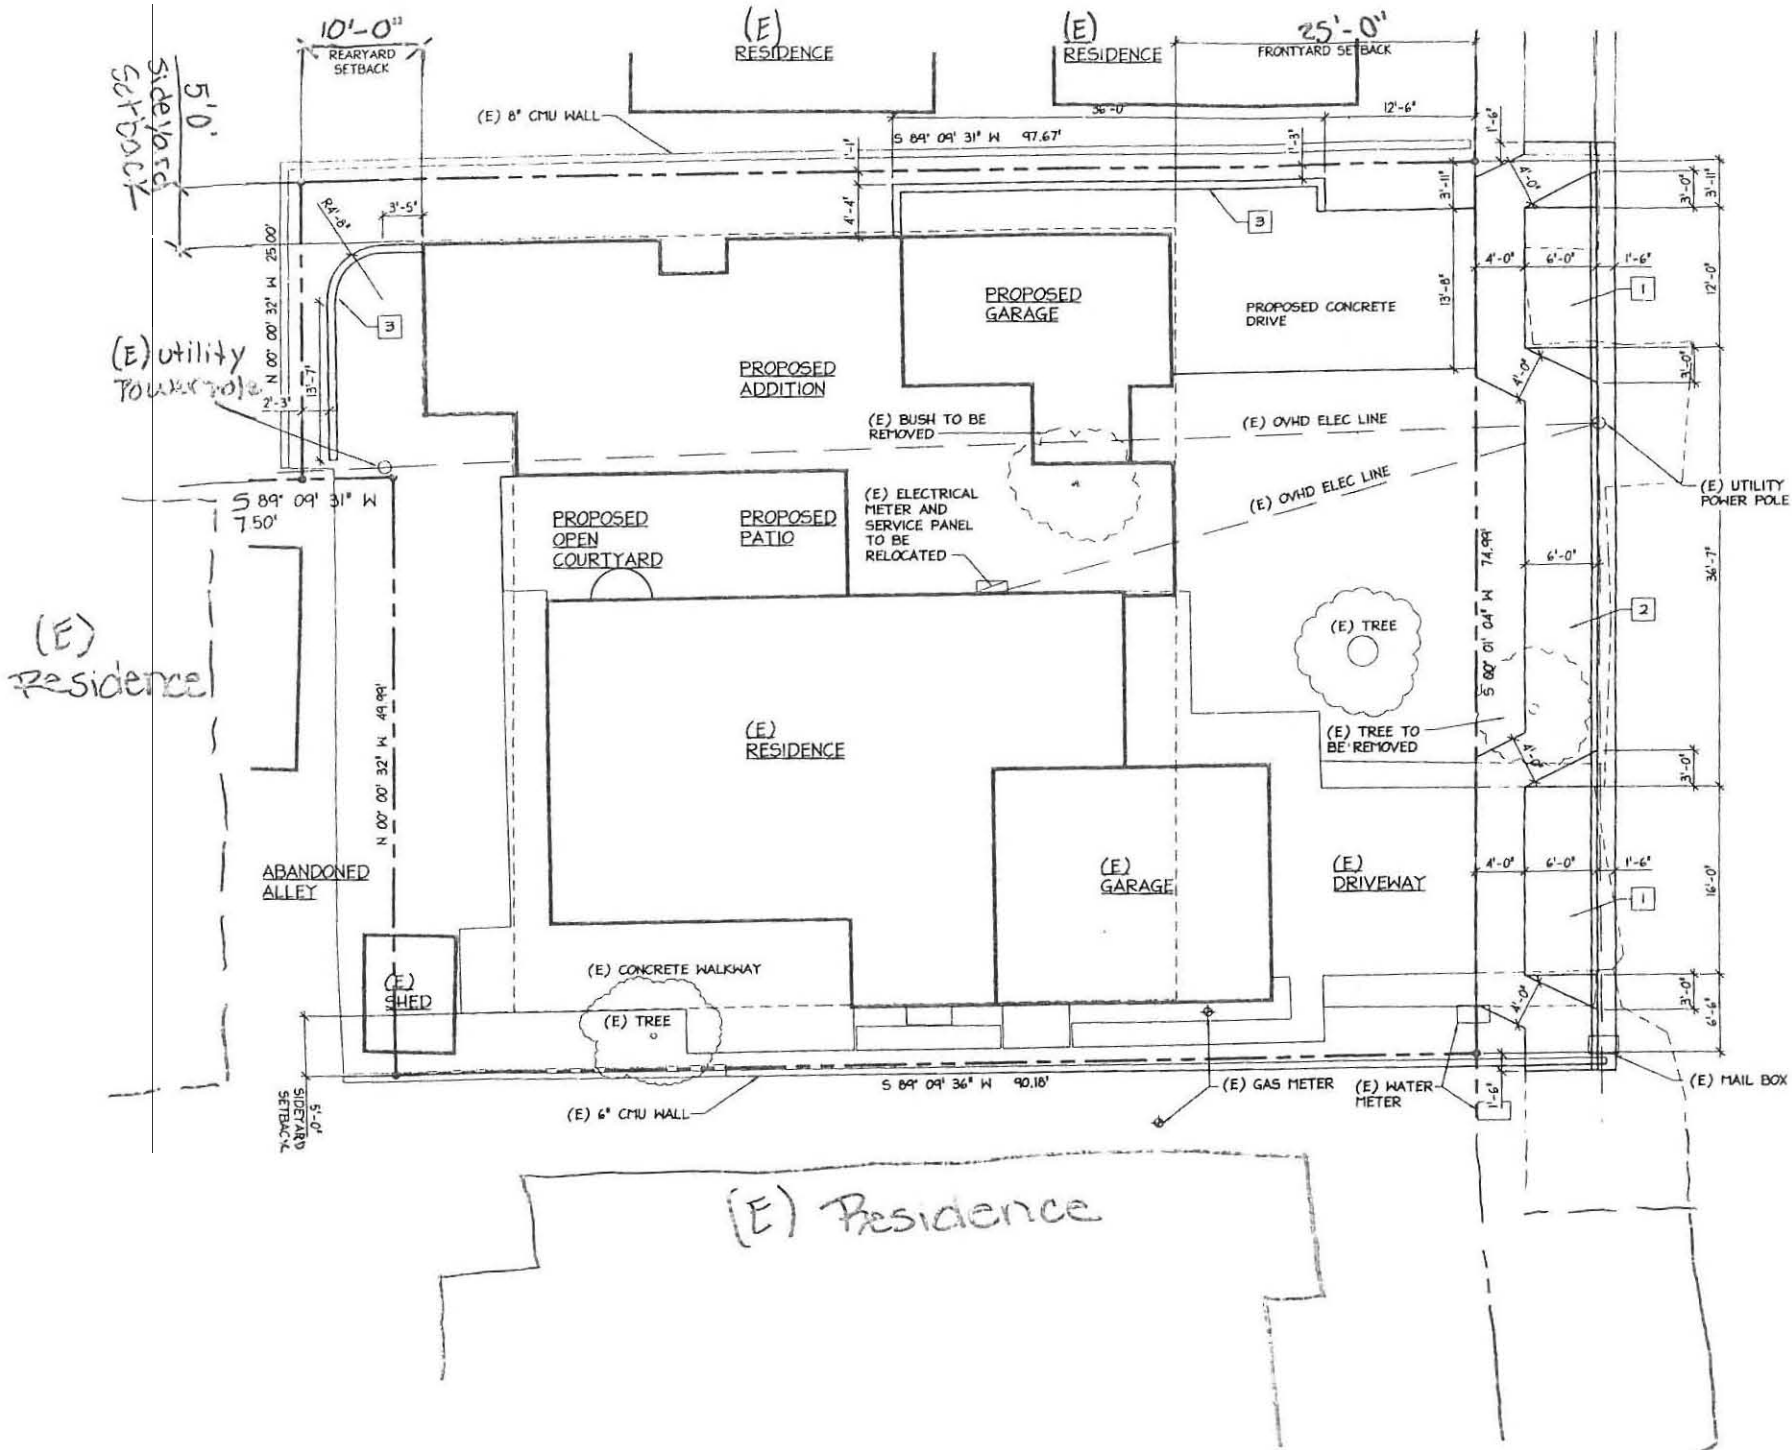 10'-0"
REARYARD
SETBACK
5'0"
Sideyard
Setback
(E)
RESIDENCE
(E)
RESIDENCE
25'-0"
FRONTYARD SETBACK
(E) 8" CMU WALL
36'-0"
12'-6"
1'-6"
S 89° 09' 31" W 97.67'
1'-1"
1'-3"
4'-4"
3'-11"
4'-0"
3'-0"
3'-11"
R4'-8"
3'-5"
3
3
N 00° 00' 32" W 25.00'
13'-7"
2'-3"
(E) utility
Power pole
PROPOSED
GARAGE
PROPOSED CONCRETE
DRIVE
13'-8"
4'-0"
6'-0"
1'-6"
1
12'-0"
3'-0"
4'-0"
PROPOSED
ADDITION
(E) BUSH TO BE
REMOVED
(E) OVHD ELEC LINE
(E) OVHD ELEC LINE
(E) UTILITY
POWER POLE
S 89° 09' 31" W
7.50'
PROPOSED
OPEN
COURTYARD
PROPOSED
PATIO
(E) ELECTRICAL
METER AND
SERVICE PANEL
TO BE
RELOCATED
S 00° 01' 04" W 74.99'
6'-0"
36'-7"
2
(E)
Residence
(E) TREE
(E) TREE TO
BE REMOVED
4'-0"
3'-0"
N 00° 00' 32" W 49.99'
(E)
RESIDENCE
ABANDONED
ALLEY
(E)
GARAGE
(E)
DRIVEWAY
4'-0"
6'-0"
1'-6"
1
16'-0"
(E)
SHED
(E) CONCRETE WALKWAY
(E) TREE
4'-0"
3'-0"
6'-6"
5'-0"
SIDEYARD
SETBACK
(E) 6" CMU WALL
S 89° 09' 36" W 90.18'
(E) GAS METER
(E) WATER
METER
1'-6"
(E) MAIL BOX
(E) Residence